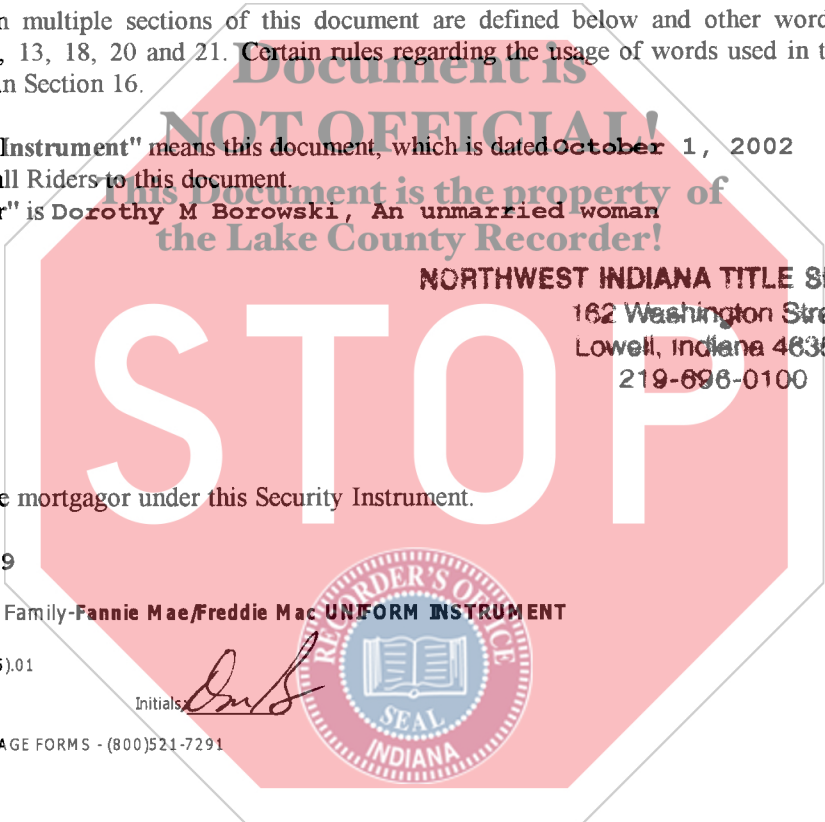 n multiple sections of this document are defined below and other word
, 13, 18, 20 and 21. Certain rules regarding the usage of words used in t
n Section 16.
Document is
NOT OFFICIAL!
This Document is the property of
the Lake County Recorder!
Instrument" means this document, which is dated October 1, 2002
ll Riders to this document.
r" is Dorothy M Borowski, An unmarried woman
NORTHWEST INDIANA TITLE S
162 Washington Stre
Lowell, Indiana 463
219-696-0100
STOP
e mortgagor under this Security Instrument.
9
Family-Fannie Mae/Freddie Mac UNIFORM INSTRUMENT
).01
Initials:
AGE FORMS - (800)521-7291
RECORDER'S OFFICE
SEAL
INDIANA